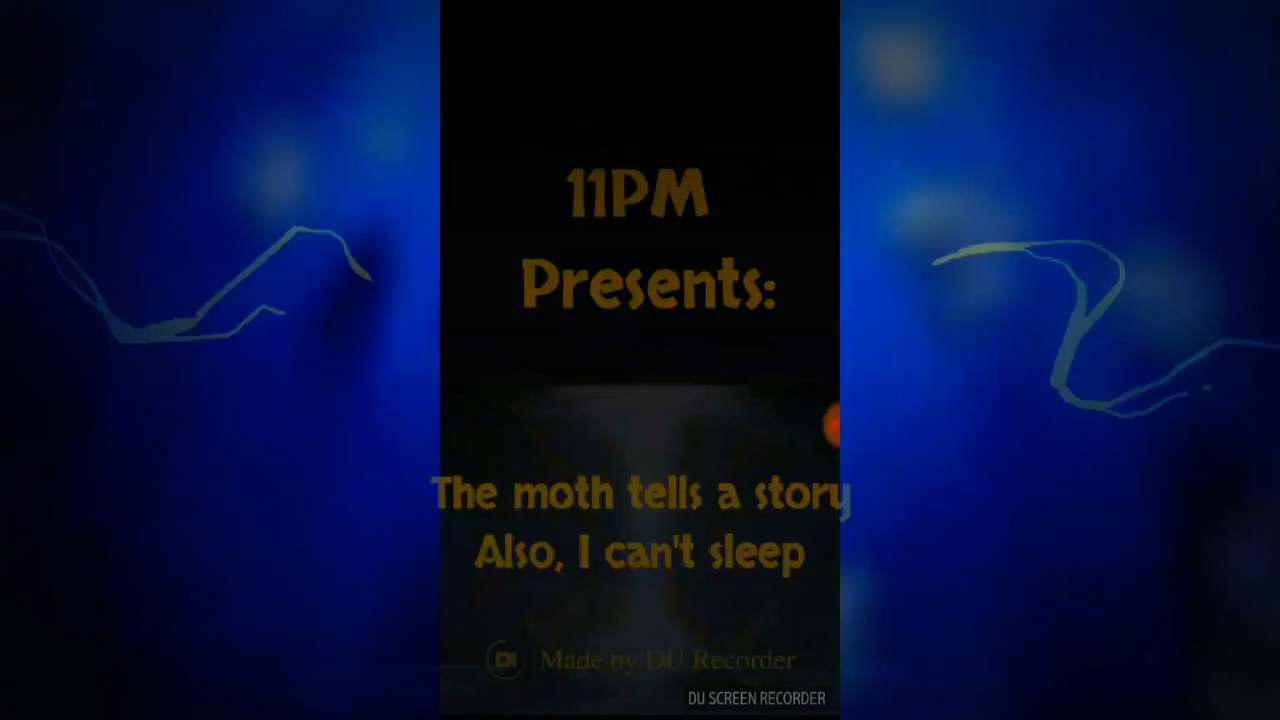 11PM
Presents:
The moth tells a story
Also, I can't sleep
Made by DU Recorder
DU SCREEN RECORDER